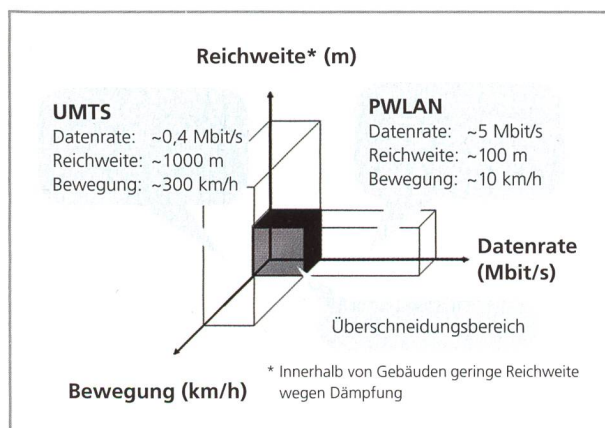 Reichweite* (m)
UMTS
Datenrate: ~0,4 Mbit/s
Reichweite: ~1000 m
Bewegung: ~300 km/h
PWLAN
Datenrate: ~5 Mbit/s
Reichweite: ~100 m
Bewegung: ~10 km/h
Datenrate
(Mbit/s)
Überschneidungsbereich
Bewegung (km/h)
* Innerhalb von Gebäuden geringe Reichweite
wegen Dämpfung